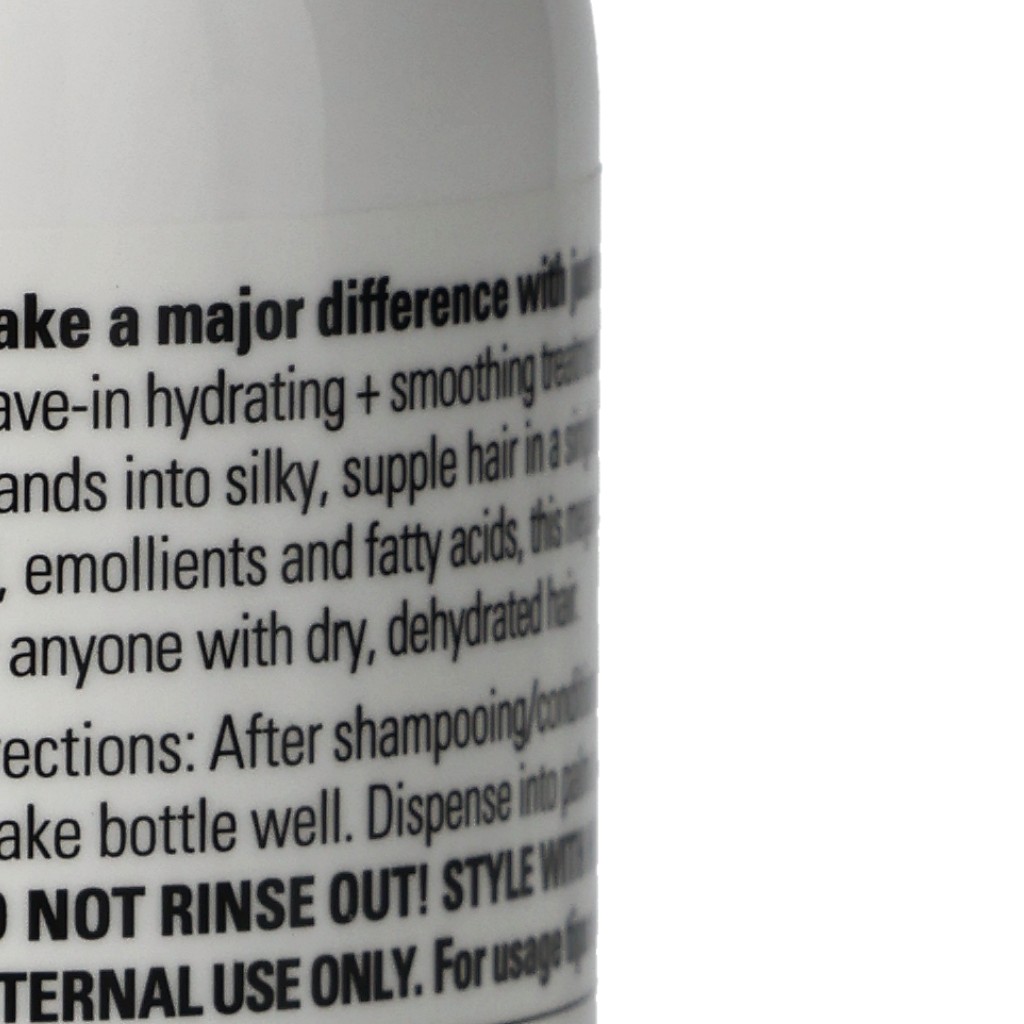 ake a major difference with
ave-in hydrating + smoothing
ands into silky, supple hair in a
, emollients and fatty acids, this
anyone with dry, dehydrated hair.
ections: After shampooing/
ake bottle well. Dispense into
NOT RINSE OUT! STYLE WITH
TERNAL USE ONLY. For usage